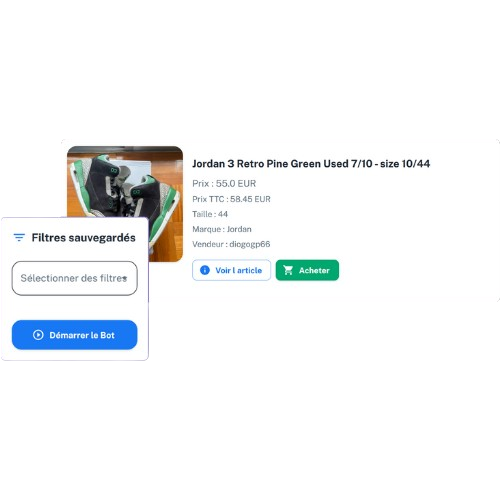 Jordan 3 Retro Pine Green Used 7/10 - size 10/44
Prix : 55.0 EUR
Prix TTC : 58.45 EUR
Taille : 44
Marque : Jordan
Vendeur : diogogp66
Voir l article
Acheter
Filtres sauvegardés
Sélectionner des filtres
Démarrer le Bot